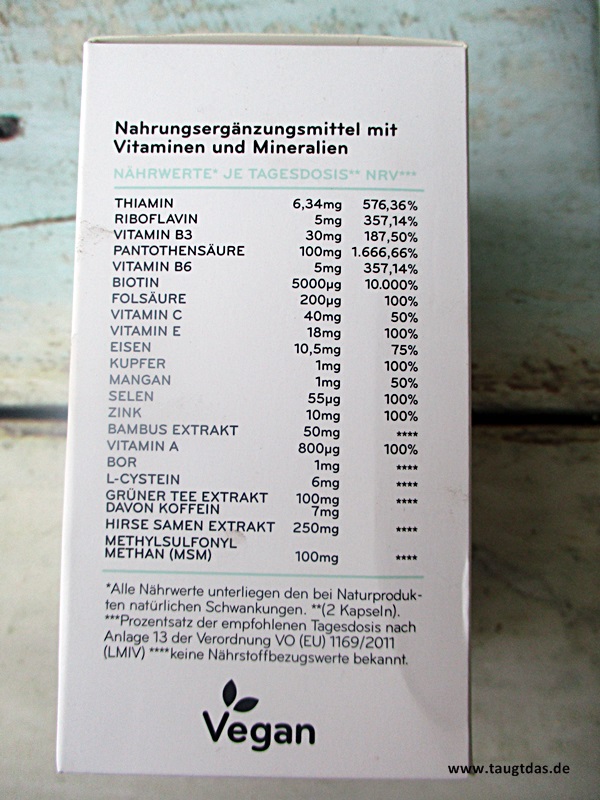 Nahrungsergänzungsmittel mit
Vitaminen und Mineralien
NÄHRWERTE* JE TAGESDOSIS** NRV***
THIAMIN 6,34mg 576,36%
RIBOFLAVIN 5mg 357,14%
VITAMIN B3 30mg 187,50%
PANTOTHENSÄURE 100mg 1.666,66%
VITAMIN B6 5mg 357,14%
BIOTIN 5000µg 10.000%
FOLSÄURE 200µg 100%
VITAMIN C 40mg 50%
VITAMIN E 18mg 100%
EISEN 10,5mg 75%
KUPFER 1mg 100%
MANGAN 1mg 50%
SELEN 55µg 100%
ZINK 10mg 100%
BAMBUS EXTRAKT 50mg ****
VITAMIN A 800µg 100%
BOR 1mg ****
L-CYSTEIN 6mg ****
GRÜNER TEE EXTRAKT 100mg ****
DAVON KOFFEIN 7mg
HIRSE SAMEN EXTRAKT 250mg ****
METHYLSULFONYL
METHAN (MSM) 100mg ****
*Alle Nährwerte unterliegen den bei Naturproduk-
ten natürlichen Schwankungen. **(2 Kapseln).
***Prozentsatz der empfohlenen Tagesdosis nach
Anlage 13 der Verordnung VO (EU) 1169/2011
(LMIV) ****keine Nährstoffbezugswerte bekannt.
Vegan
www.taugtdas.de